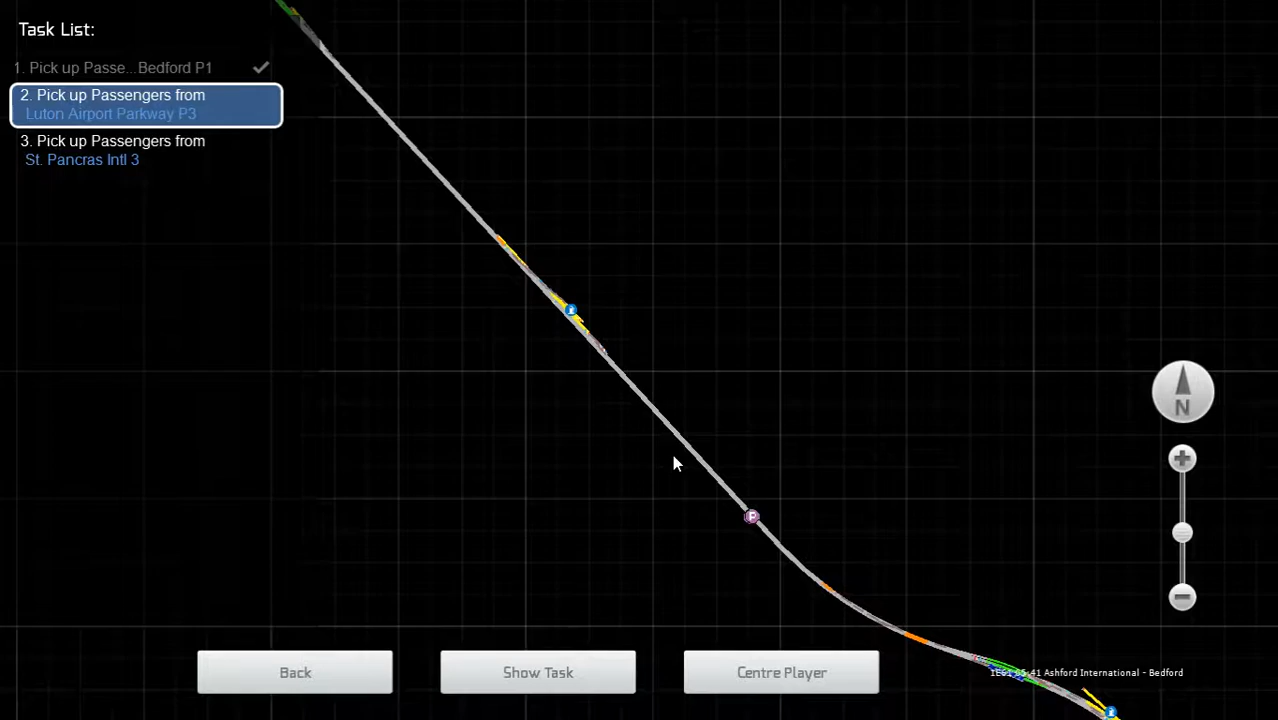 Task List:
1. Pick up Passe...Bedford P1
2. Pick up Passengers from
Luton Airport Parkway P3
3. Pick up Passengers from
St. Pancras Intl 3
P
N
Back
Show Task
Centre Player
:41 Ashford International - Bedford